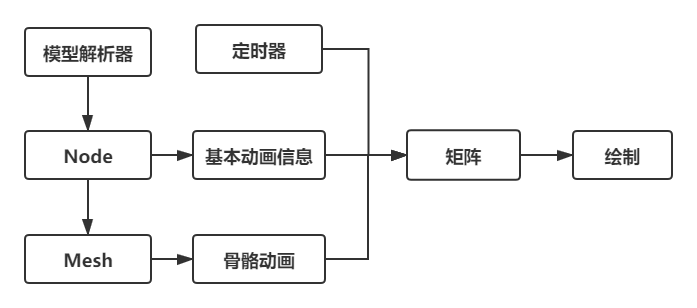 模型解析器
定时器
Node
基本动画信息
矩阵
绘制
Mesh
骨骼动画